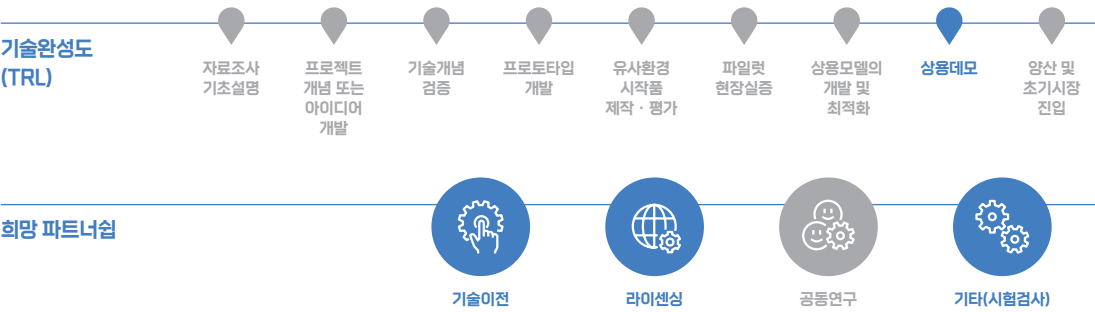 기술완성도
(TRL)
자료조사
기초설명
프로젝트
개념 또는
아이디어
개발
기술개념
검증
프로토타입
개발
유사환경
시작품
제작 · 평가
파일럿
현장실증
상용모델의
개발 및
최적화
상용데모
양산 및
초기시장
진입
희망 파트너쉽
기술이전
라이센싱
공동연구
기타(시험검사)